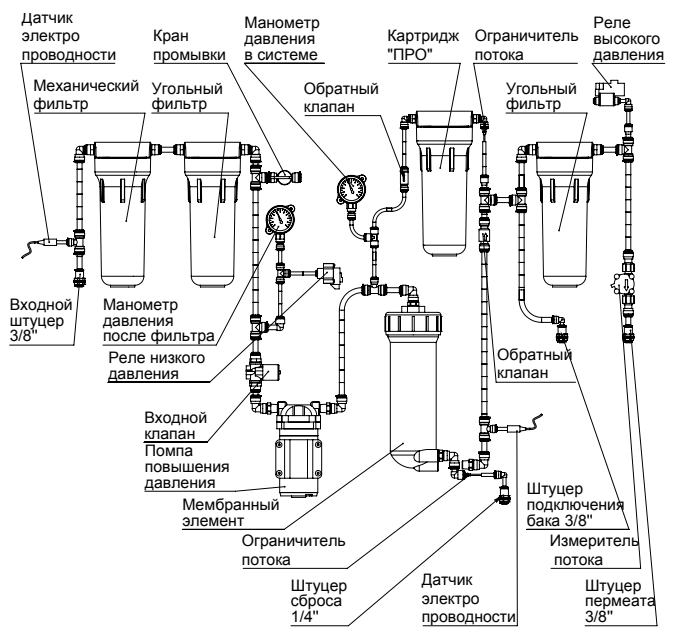 Датчик
электро
проводности
Кран
промывки
Манометр
давления
в системе
Картридж
"ПРО"
Ограничитель
потока
Реле
высокого
давления
Механический
фильтр
Угольный
фильтр
Обратный
клапан
Угольный
фильтр
Входной
штуцер
3/8"
Манометр
давления
после фильтра
Реле низкого
давления
Обратный
клапан
Входной
клапан
Помпа
повышения
давления
Мембранный
элемент
Ограничитель
потока
Штуцер
сброса
1/4"
Датчик
электро
проводности
Штуцер
подключения
бака 3/8"
Измеритель
потока
Штуцер
пермеата
3/8"